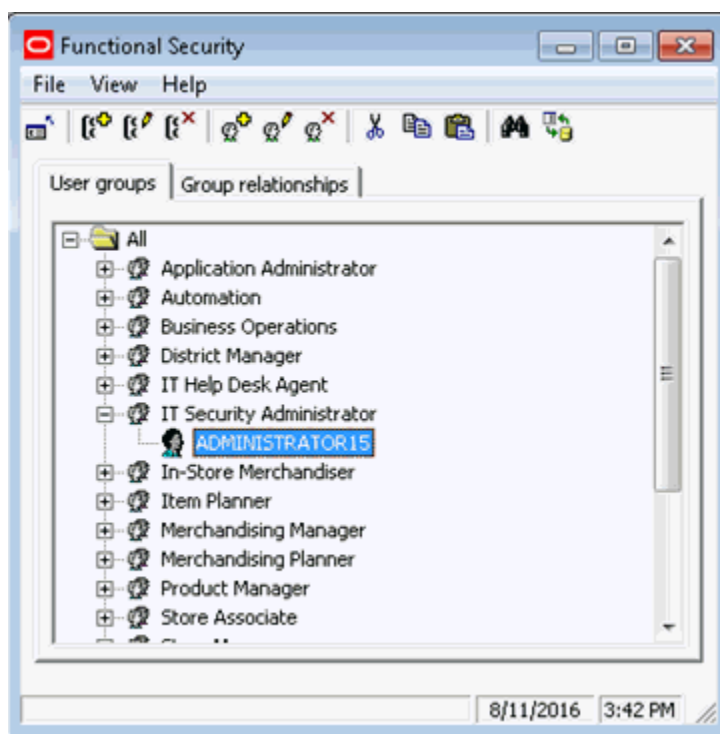 Functional Security
File View Help
User groups Group relationships
All
Application Administrator
Automation
Business Operations
District Manager
IT Help Desk Agent
IT Security Administrator
ADMINISTRATOR15
In-Store Merchandiser
Item Planner
Merchandising Manager
Merchandising Planner
Product Manager
Store Associate
8/11/2016 3:42 PM